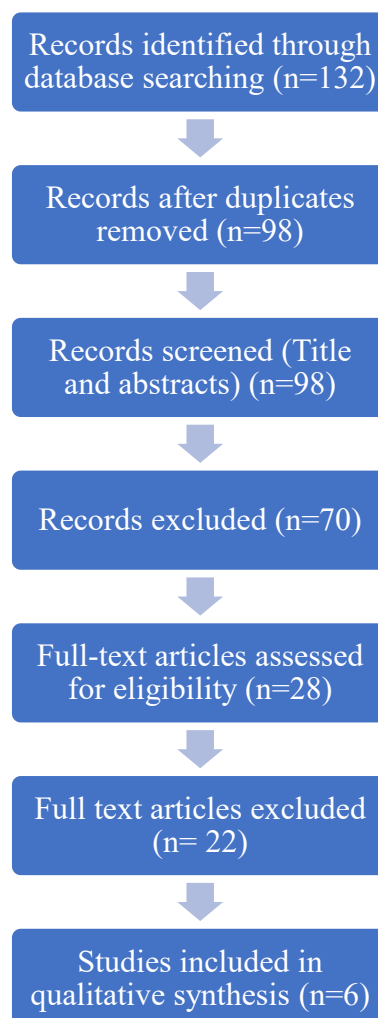 Records identified through
database searching (n=132)
Records after duplicates
removed (n=98)
Records screened (Title
and abstracts) (n=98)
Records excluded (n=70)
Full-text articles assessed
for eligibility (n=28)
Full text articles excluded
(n= 22)
Studies included in
qualitative synthesis (n=6)